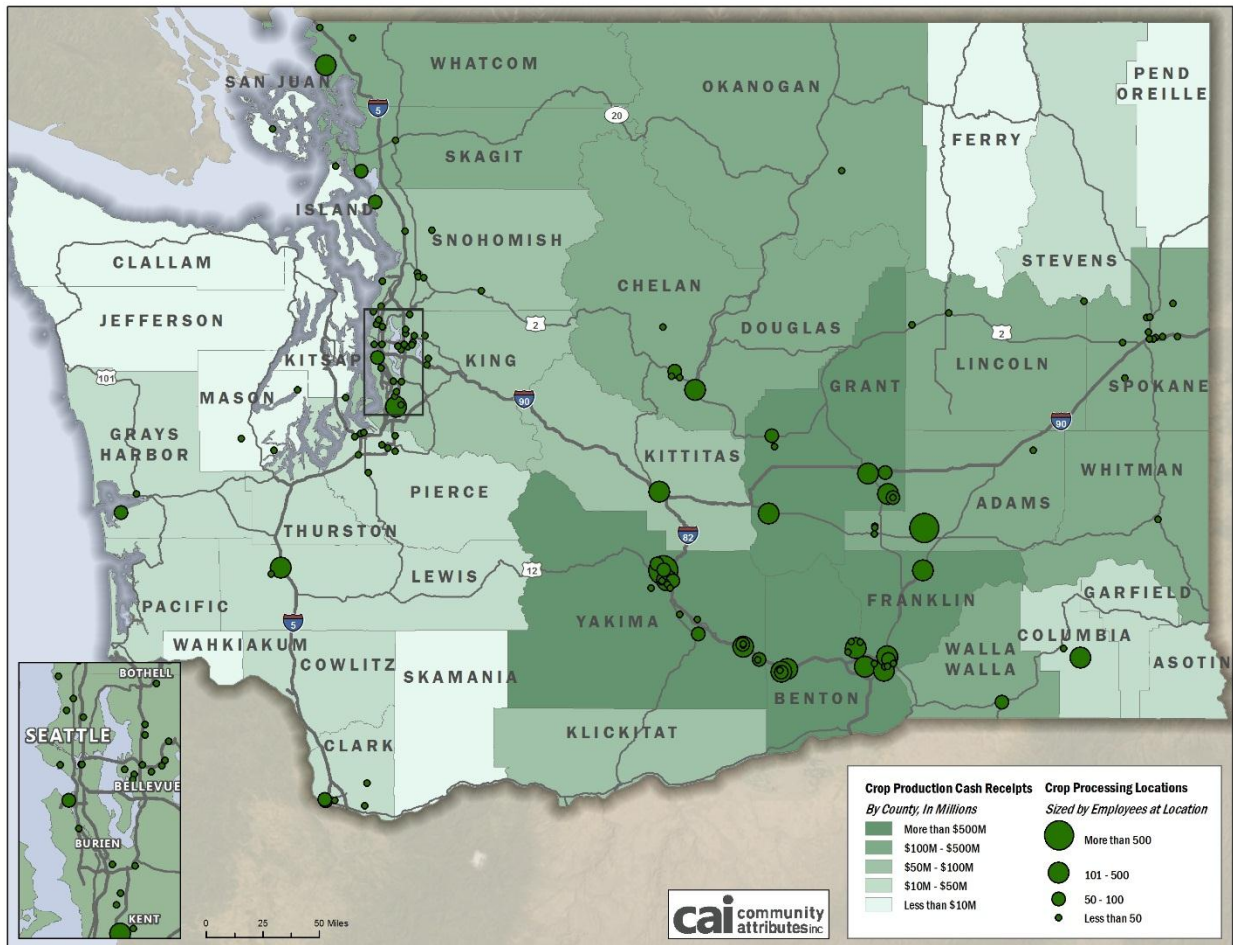 WHATCOM
OKANOGAN
PEND
OREILLE
SAN JUAN
5
20
FERRY
SKAGIT
ISLAND
SNOHOMISH
STEVENS
CLALLAM
CHELAN
JEFFERSON
DOUGLAS
2
2
KITSAP
KING
LINCOLN
101
GRANT
SPOKANE
MASON
90
90
GRAYS
HARBOR
KITTITAS
WHITMAN
PIERCE
ADAMS
THURSTON
82
LEWIS
12
PACIFIC
YAKIMA
FRANKLIN
GARFIELD
5
WAHKIAKUM
WALLA
WALLA
COLUMBIA
ASOTIN
COWLITZ
SKAMANIA
BENTON
KLICKITAT
CLARK
BOTHELL
SEATTLE
BELLEVUE
BURIEN
KENT
0 25 50 Miles
cai community
attributes inc
Crop Production Cash Receipts
By County, In Millions
More than $500M
$100M - $500M
$50M - $100M
$10M - $50M
Less than $10M
Crop Processing Locations
Sized by Employees at Location
More than 500
101 - 500
50 - 100
Less than 50